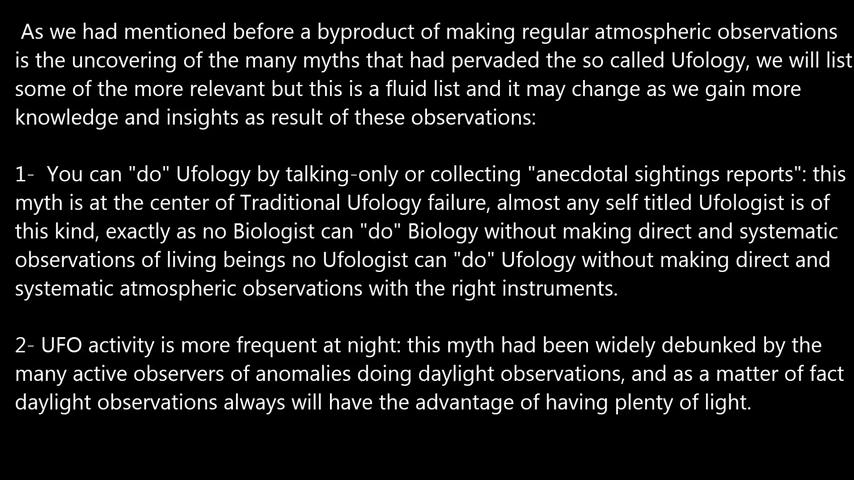 As we had mentioned before a byproduct of making regular atmospheric observations
is the uncovering of the many myths that had pervaded the so called Ufology, we will list
some of the more relevant but this is a fluid list and it may change as we gain more
knowledge and insights as result of these observations:
1-  You can "do" Ufology by talking-only or collecting "anecdotal sightings reports": this
myth is at the center of Traditional Ufology failure, almost any self titled Ufologist is of
this kind, exactly as no Biologist can "do" Biology without making direct and systematic
observations of living beings no Ufologist can "do" Ufology without making direct and
systematic atmospheric observations with the right instruments.
2- UFO activity is more frequent at night: this myth had been widely debunked by the
many active observers of anomalies doing daylight observations, and as a matter of fact
daylight observations always will have the advantage of having plenty of light.